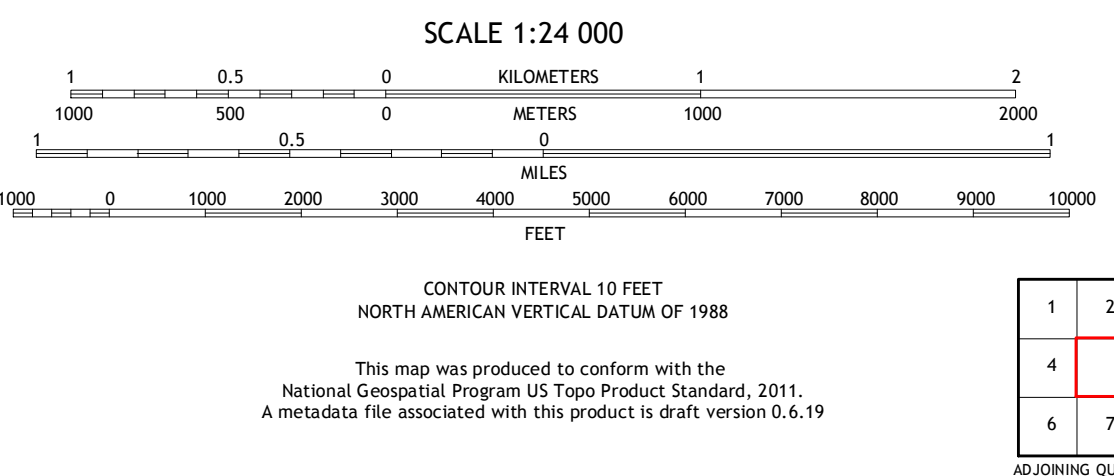 SCALE 1:24 000
1 0.5 0 KILOMETERS 1 2
1000 500 0 METERS 1000 2000
1 0.5 0 1
MILES
1000 0 1000 2000 3000 4000 5000 6000 7000 8000 9000 10000
FEET
CONTOUR INTERVAL 10 FEET
NORTH AMERICAN VERTICAL DATUM OF 1988
This map was produced to conform with the
National Geospatial Program US Topo Product Standard, 2011.
A metadata file associated with this product is draft version 0.6.19
1 2
4
6 7
ADJOINING QU